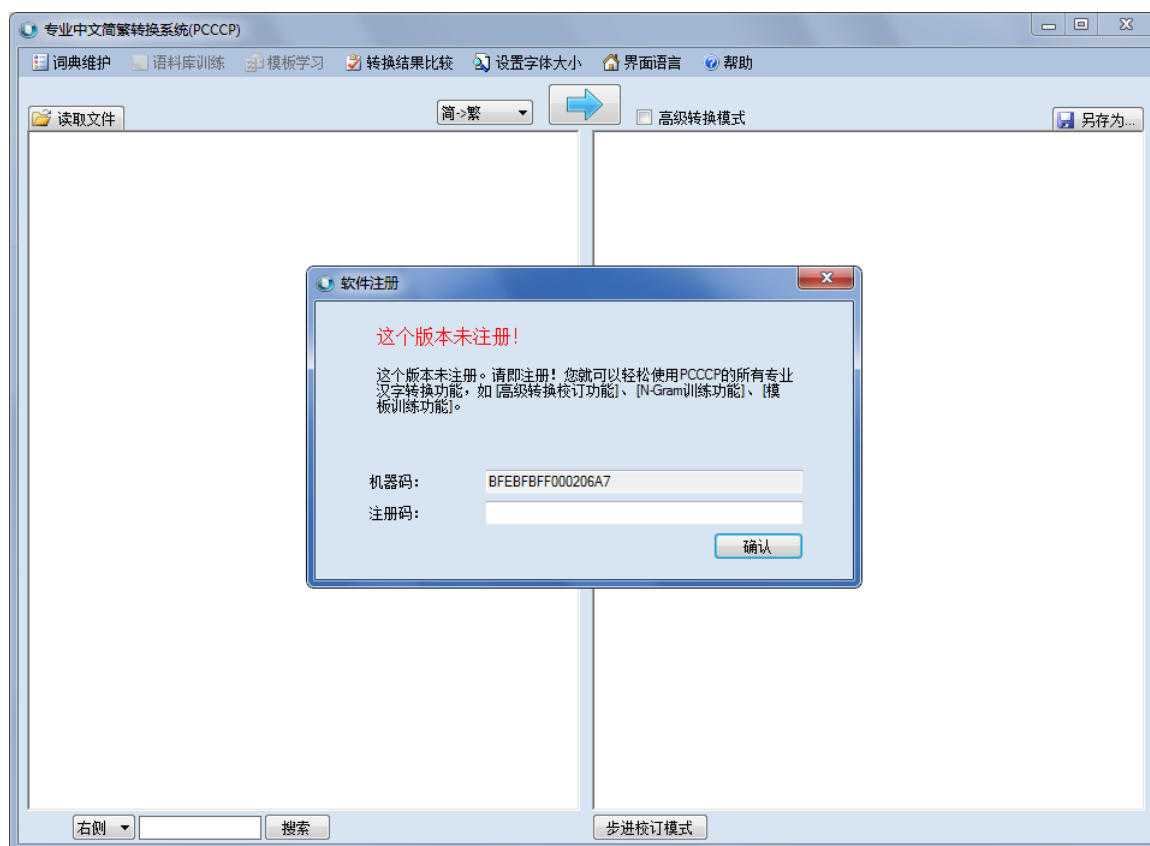 专业中文简繁转换系统(PCCCP)
词典维护 语料库训练 模板学习 转换结果比较 设置字体大小 界面语言 帮助
读取文件 简->繁 高级转换模式 另存为...
软件注册
这个版本未注册！
这个版本未注册。请即注册！您就可以轻松使用PCCCP的所有专业
汉字转换功能，如[高级转换校订功能]、[N-Gram训练功能]、[模
板训练功能]。
机器码： BFEBFBFF000206A7
注册码：
确认
右侧 搜索 步进校订模式